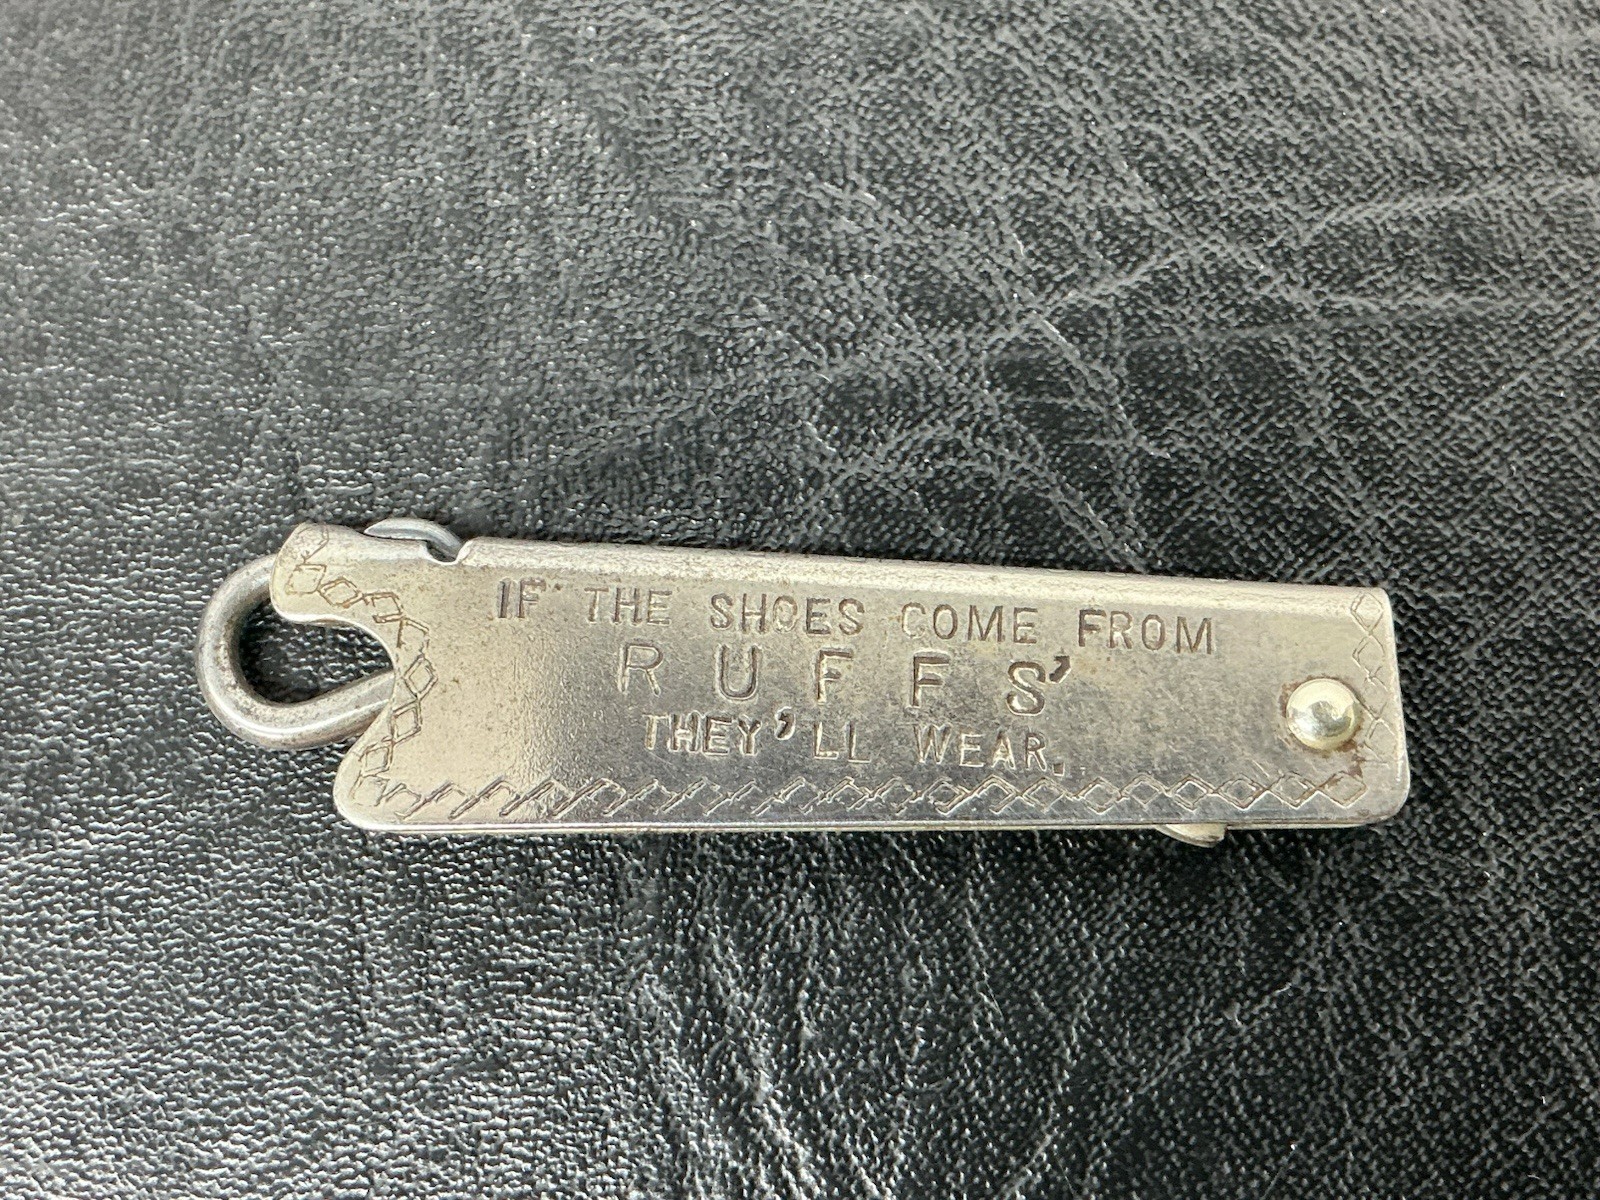 IF THE SHOES COME FROM
RUFFS'
THEY'LL WEAR.